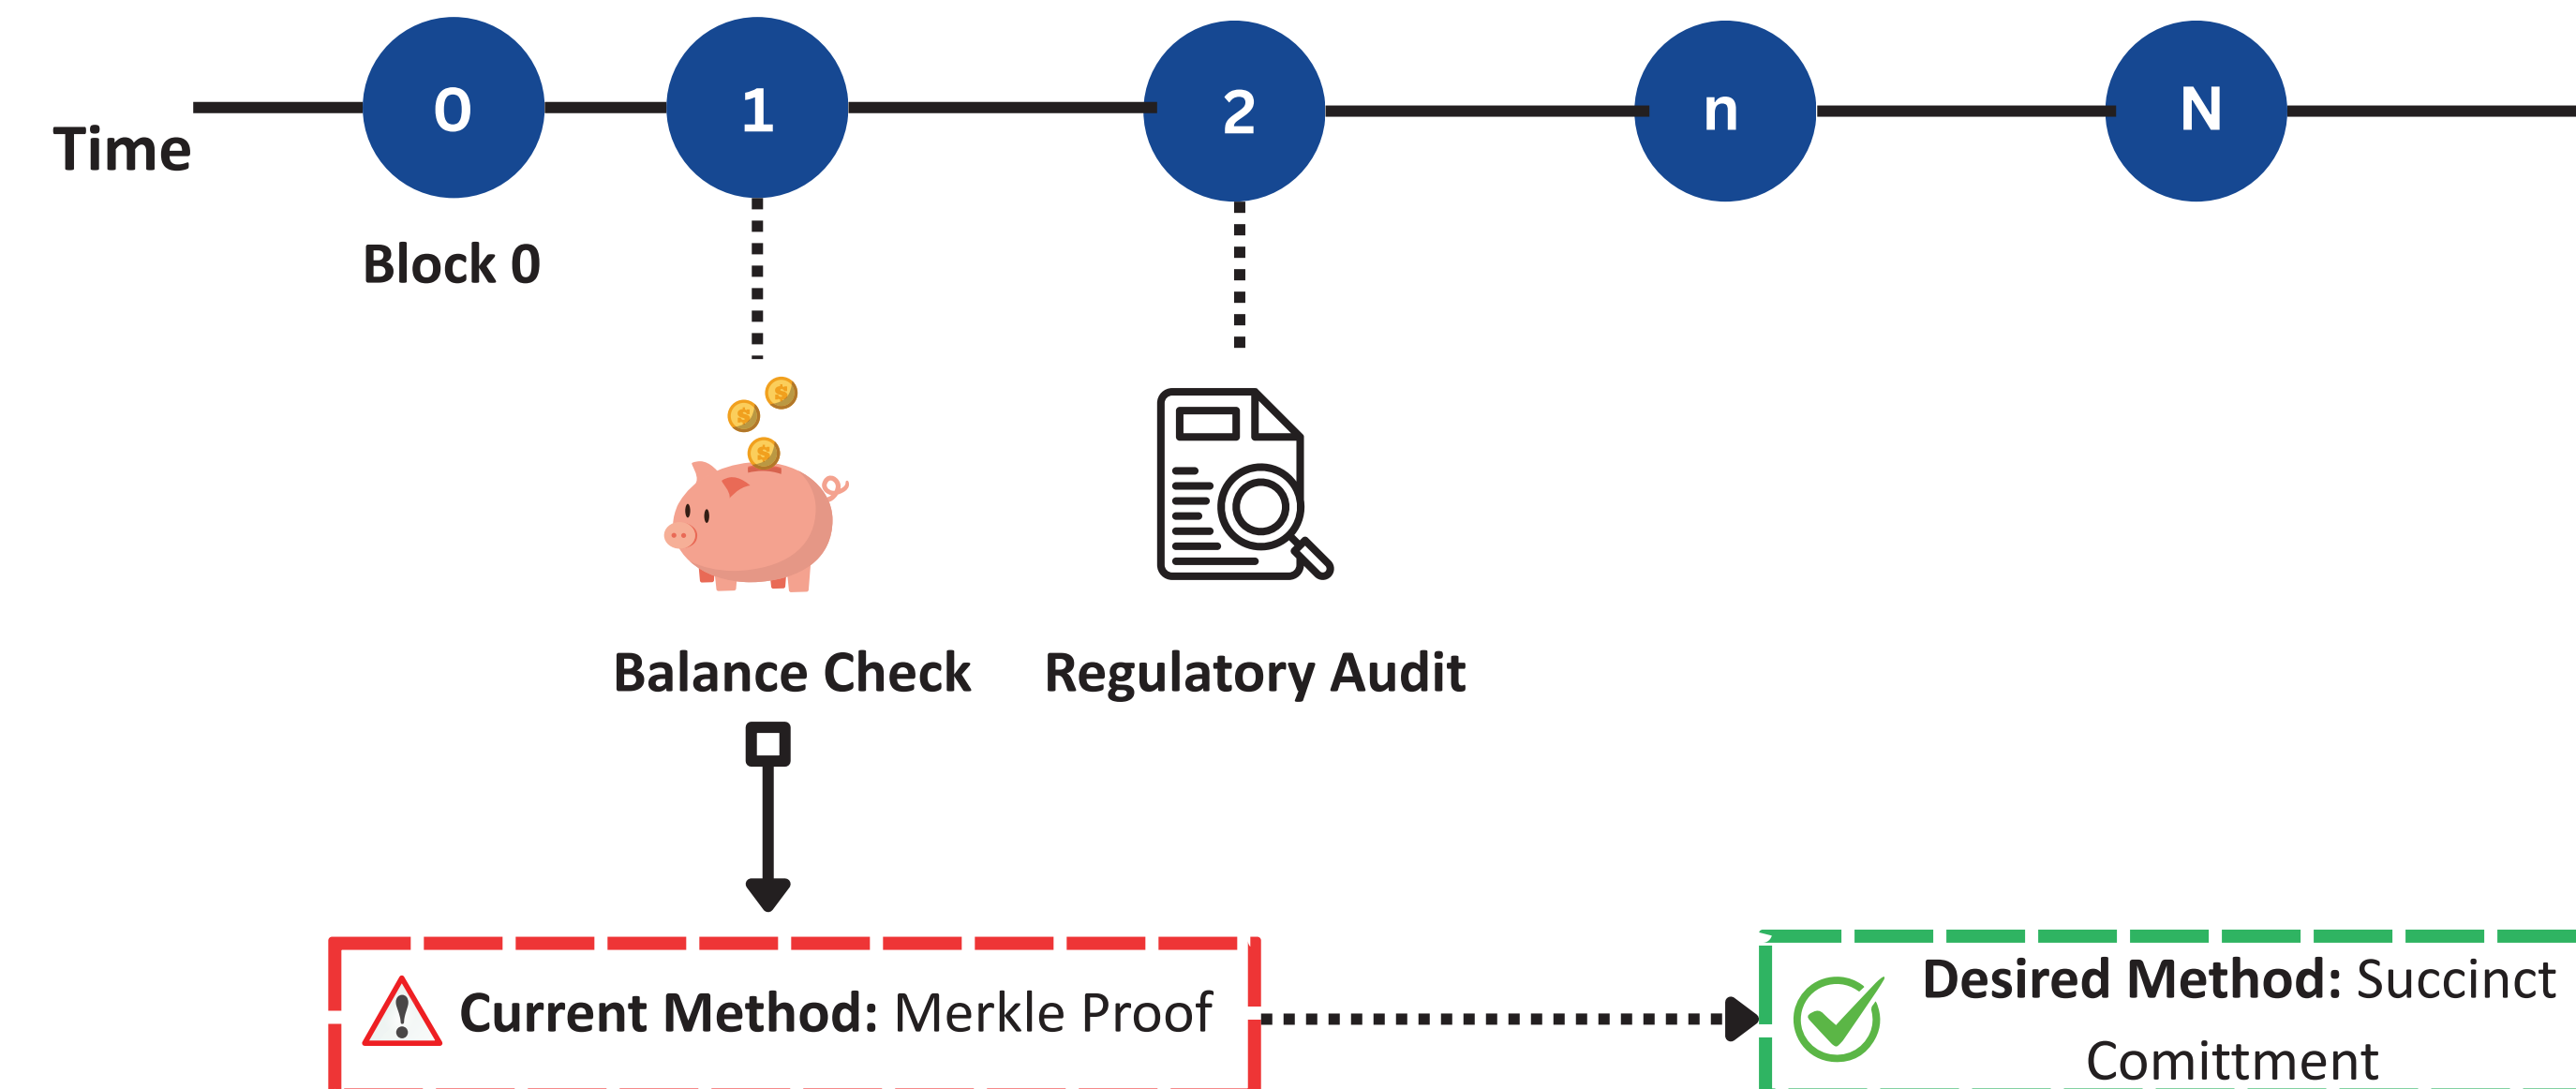 0
1
2
n
N
Time
Block 0
Balance Check
Regulatory Audit
Current Method: Merkle Proof
Desired Method: Succinct
Comittment